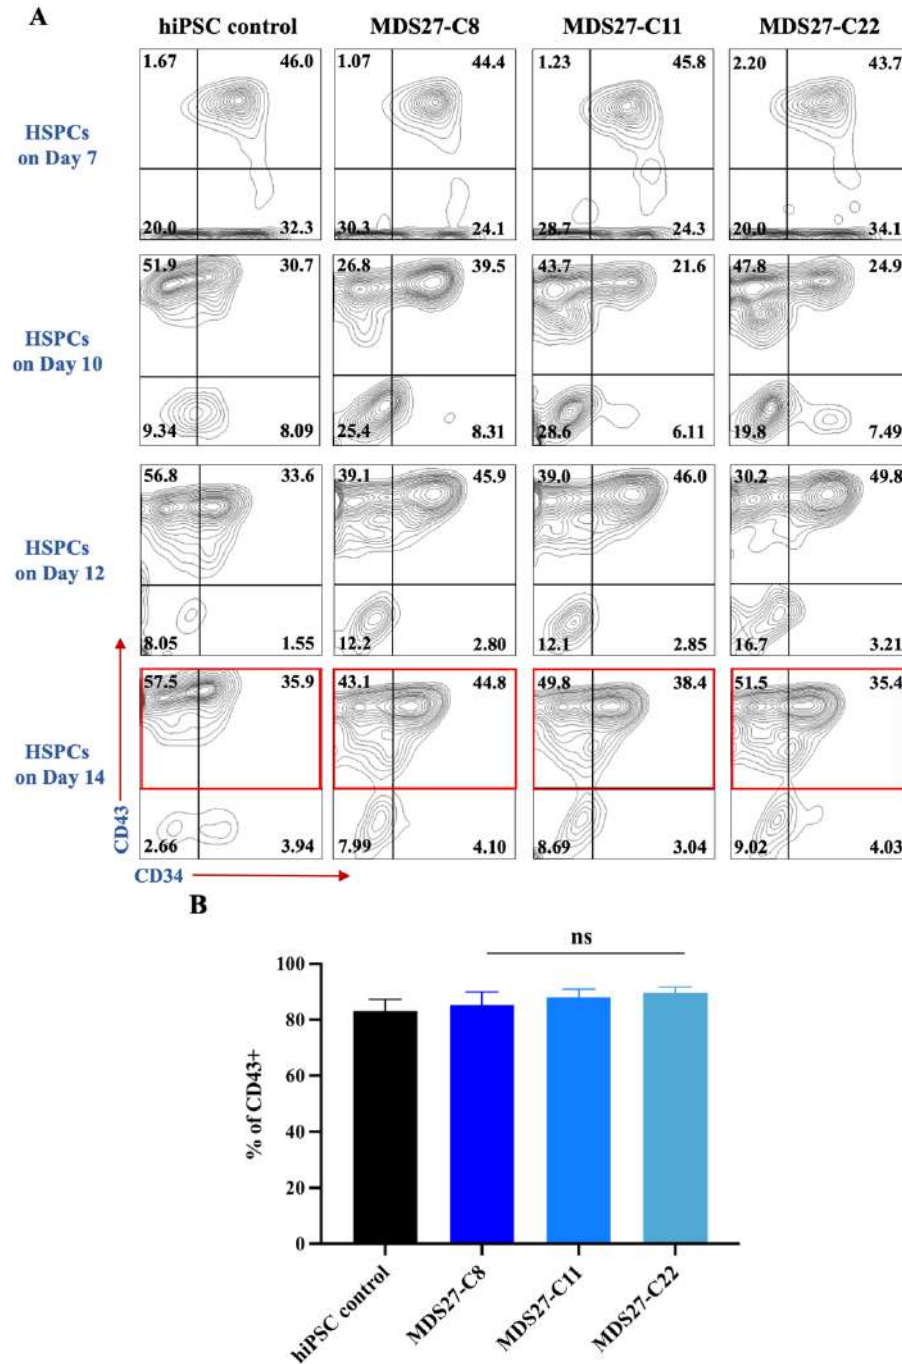 A
hiPSC control MDS27-C8 MDS27-C11 MDS27-C22
1.67 46.0 1.07 44.4 1.23 45.8 2.20 43.7
HSPCs
on Day 7
20.0 32.3 30.3 24.1 28.7 24.3 20.0 34.1
51.9 30.7 26.8 39.5 43.7 21.6 47.8 24.9
HSPCs
on Day 10
9.34 8.09 25.4 8.31 28.6 6.11 19.8 7.49
56.8 33.6 39.1 45.9 39.0 46.0 30.2 49.8
HSPCs
on Day 12
8.05 1.55 12.2 2.80 12.1 2.85 16.7 3.21
57.5 35.9 43.1 44.8 49.8 38.4 51.5 35.4
HSPCs
on Day 14
2.66 3.94 7.99 4.10 8.69 3.04 9.02 4.03
CD43
CD34
B
ns
100
80
60
40
20
0
% of CD43+
hiPSC control
MDS27-C8
MDS27-C11
MDS27-C22